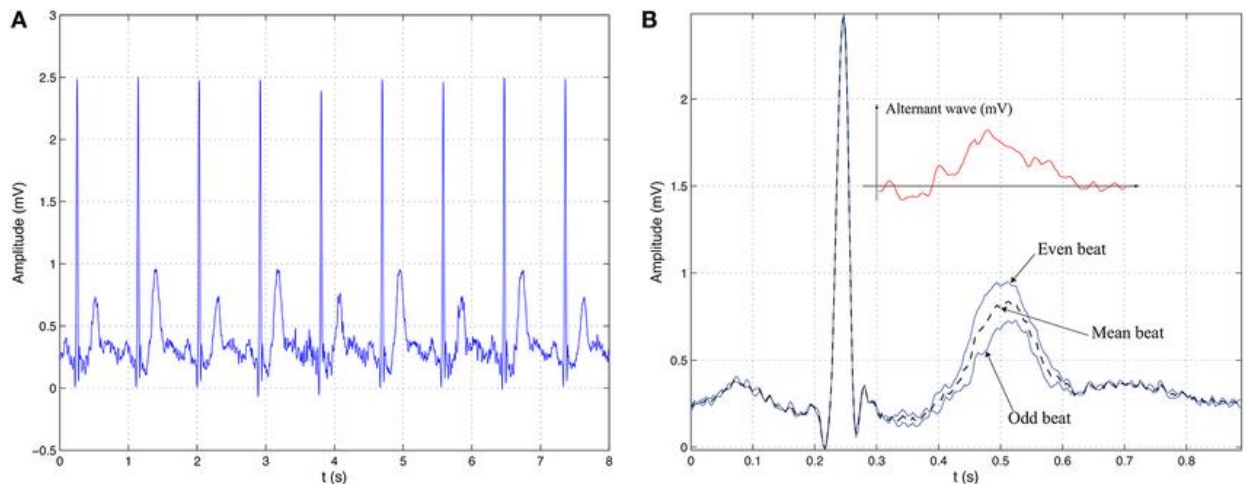 A
Amplitude (mV)
3
2.5
2
1.5
1
0.5
0
−0.5
0 1 2 3 4 5 6 7 8
t (s)
B
Amplitude (mV)
2
1.5
1
0.5
0
Alternant wave (mV)
Even beat
Mean beat
Odd beat
0 0.1 0.2 0.3 0.4 0.5 0.6 0.7 0.8
t (s)